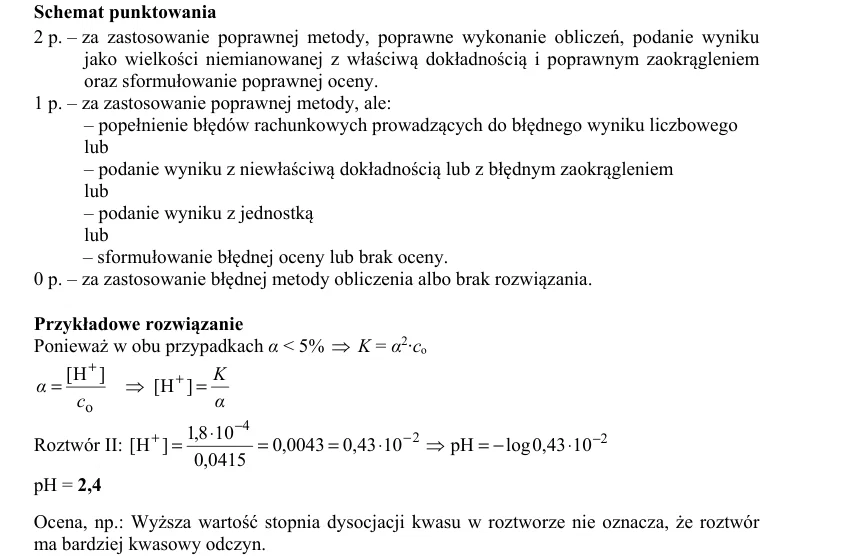 Schemat punktowania
2 p. – za zastosowanie poprawnej metody, poprawne wykonanie obliczeń, podanie wyniku
jako wielkości niemianowanej z właściwą dokładnością i poprawnym zaokrągleniem
oraz sformułowanie poprawnej oceny.
1 p. – za zastosowanie poprawnej metody, ale:
– popełnienie błędów rachunkowych prowadzących do błędnego wyniku liczbowego
lub
– podanie wyniku z niewłaściwą dokładnością lub z błędnym zaokrągleniem
lub
– podanie wyniku z jednostką
lub
– sformułowanie błędnej oceny lub brak oceny.
0 p. – za zastosowanie błędnej metody obliczenia albo brak rozwiązania.
Przykładowe rozwiązanie
Ponieważ w obu przypadkach α < 5% ⇒ K = α²·cₒ
α = [H⁺]/cₒ ⇒ [H⁺] = K/α
Roztwór II: [H⁺] = 1,8·10⁻⁴/0,0415 = 0,0043 = 0,43·10⁻² ⇒ pH = −log0,43·10⁻²
pH = 2,4
Ocena, np.: Wyższa wartość stopnia dysocjacji kwasu w roztworze nie oznacza, że roztwór
ma bardziej kwasowy odczyn.